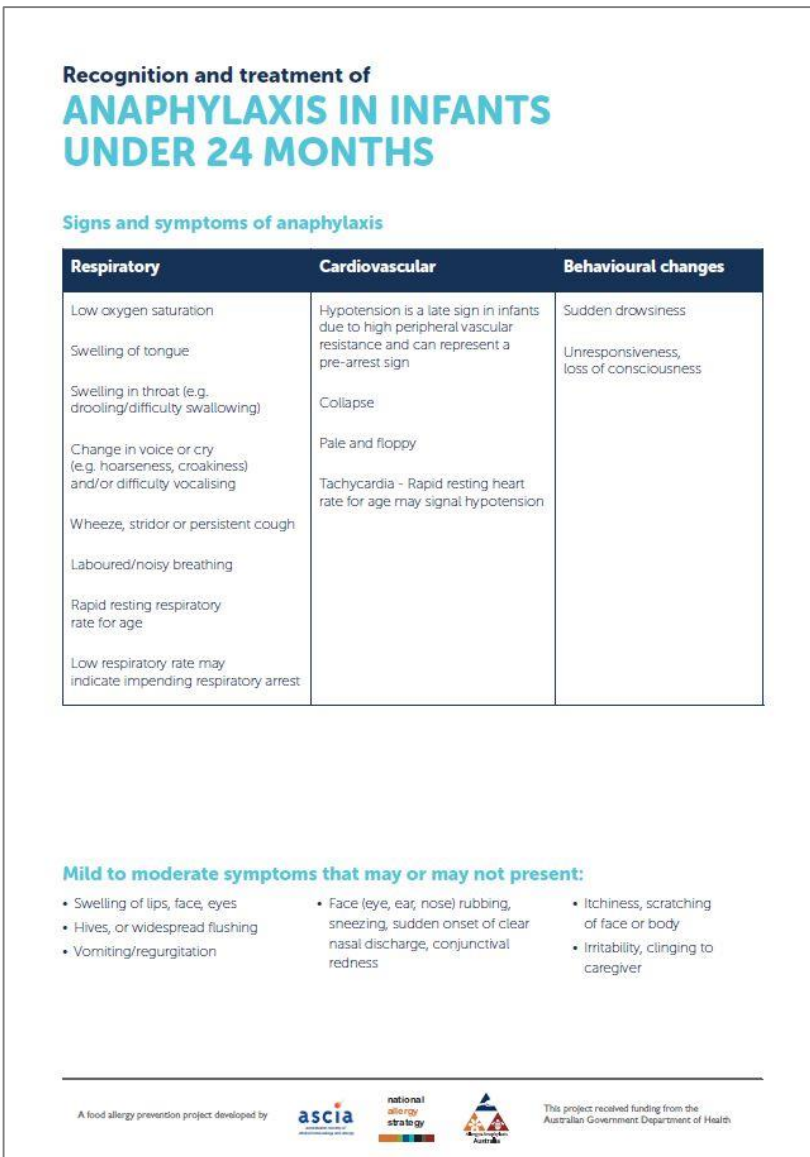 Recognition and treatment of
ANAPHYLAXIS IN INFANTS
UNDER 24 MONTHS
Signs and symptoms of anaphylaxis
Respiratory
Low oxygen saturation
Swelling of tongue
Swelling in throat (e.g.
drooling/difficulty swallowing)
Change in voice or cry
(e.g. hoarseness, croakiness)
and/or difficulty vocalising
Wheeze, stridor or persistent cough
Laboured/noisy breathing
Rapid resting respiratory
rate for age
Low respiratory rate may
indicate impending respiratory arrest
Cardiovascular
Hypotension is a late sign in infants
due to high peripheral vascular
resistance and can represent a
pre-arrest sign
Collapse
Pale and floppy
Tachycardia - Rapid resting heart
rate for age may signal hypotension
Behavioural changes
Sudden drowsiness
Unresponsiveness,
loss of consciousness
Mild to moderate symptoms that may or may not present:
• Swelling of lips, face, eyes
• Hives, or widespread flushing
• Vomiting/regurgitation
• Face (eye, ear, nose) rubbing,
sneezing, sudden onset of clear
nasal discharge, conjunctival
redness
• Itchiness, scratching
of face or body
• Irritability, clinging to
caregiver
A food allergy prevention project developed by
ascia
national
allergy
strategy
Australia
This project received funding from the
Australian Government Department of Health